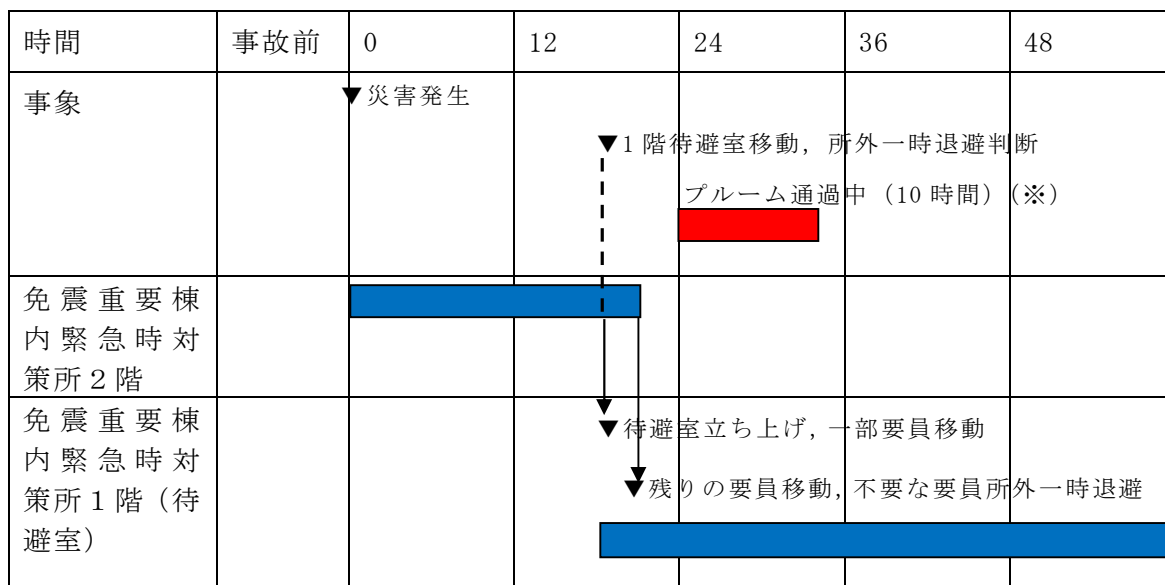 時間 事故前 0 12 24 36 48
事象
▼災害発生
▼1階待避室移動，所外一時退避判断
プルーム通過中（10時間）（※）
免震重要棟
内緊急時対
策所２階
免震重要棟
内緊急時対
策所１階（待
避室）
▼待避室立ち上げ，一部要員移動
▼残りの要員移動，不要な要員所外一時退避